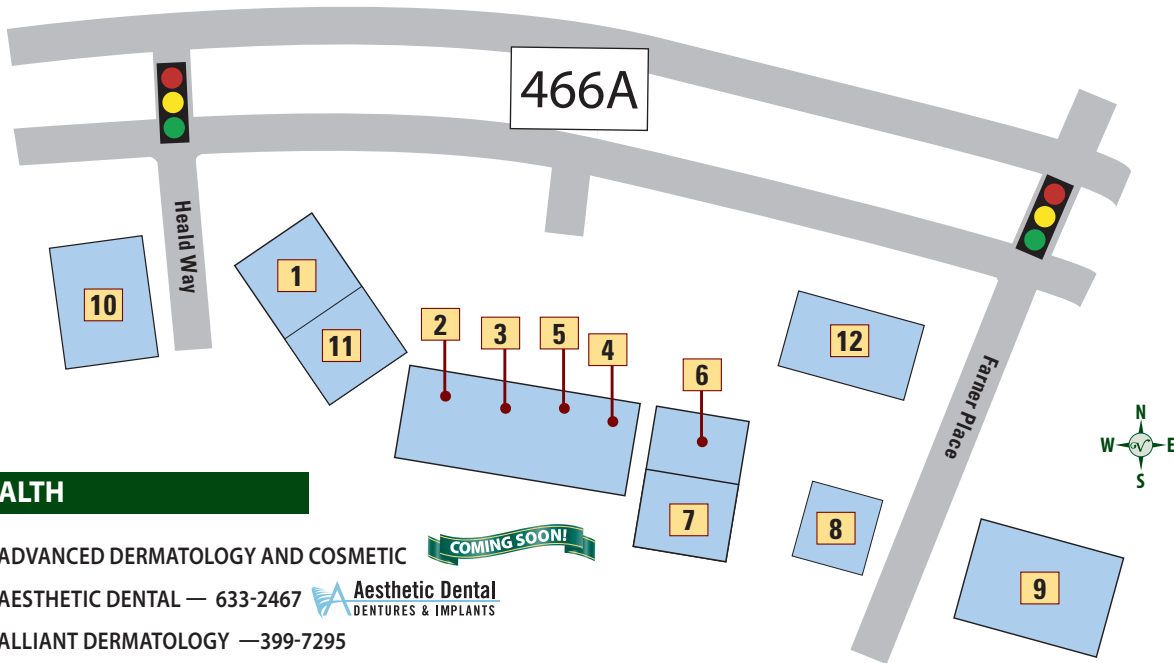 466A
Heald Way
10
1
11
2
3
5
4
6
12
7
8
9
Farner Place
N
W
E
S
ALTH
ADVANCED DERMATOLOGY AND COSMETIC
COMING SOON!
AESTHETIC DENTAL — 633-2467
Aesthetic Dental
DENTURES & IMPLANTS
ALLIANT DERMATOLOGY —399-7295